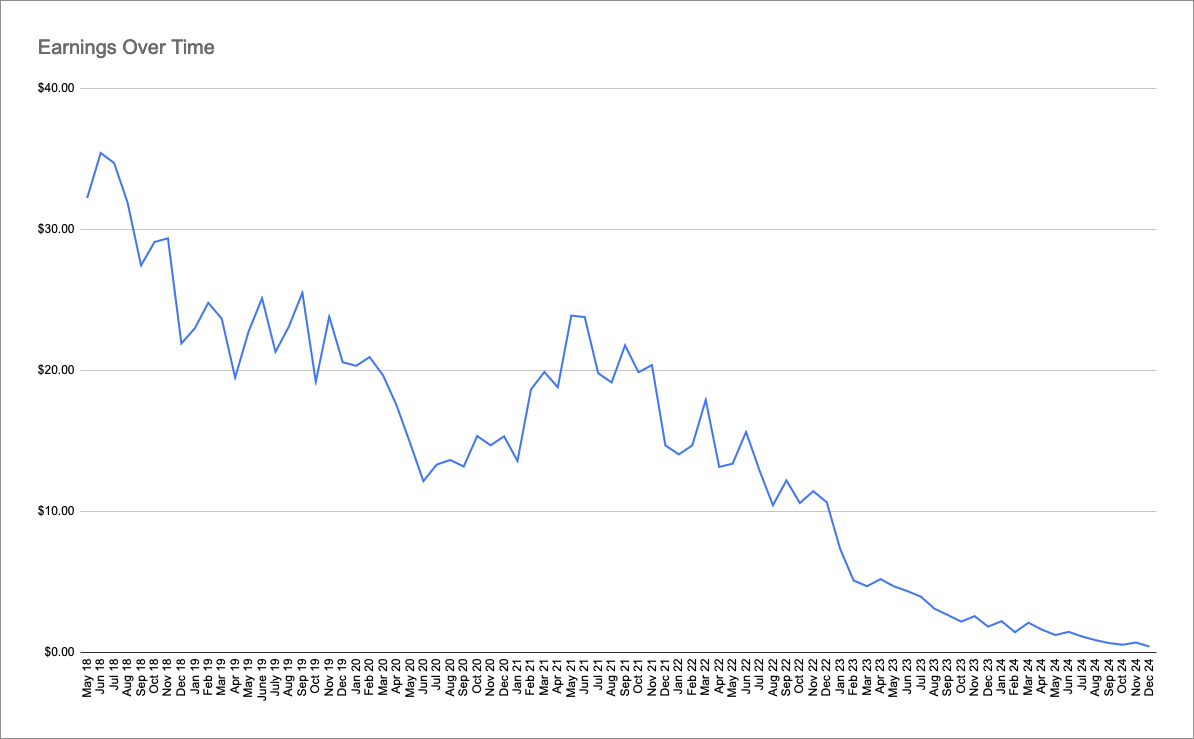 Earnings Over Time
$40.00
$30.00
$20.00
$10.00
$0.00
May 18
Jun 18
Jul 18
Aug 18
Sep 18
Oct 18
Nov 18
Dec 18
Jan 19
Feb 19
Mar 19
Apr 19
May 19
June 19
July 19
Aug 19
Sep 19
Oct 19
Nov 19
Dec 19
Jan 20
Feb 20
Mar 20
Apr 20
May 20
Jun 20
Jul 20
Aug 20
Sep 20
Oct 20
Nov 20
Dec 20
Jan 21
Feb 21
Mar 21
Apr 21
May 21
Jun 21
Jul 21
Aug 21
Sep 21
Oct 21
Nov 21
Dec 21
Jan 22
Feb 22
Mar 22
Apr 22
May 22
Jun 22
Jul 22
Aug 22
Sep 22
Oct 22
Nov 22
Dec 22
Jan 23
Feb 23
Mar 23
Apr 23
May 23
Jun 23
Jul 23
Aug 23
Sep 23
Oct 23
Nov 23
Dec 23
Jan 24
Feb 24
Mar 24
Apr 24
May 24
Jun 24
Jul 24
Aug 24
Sep 24
Oct 24
Nov 24
Dec 24